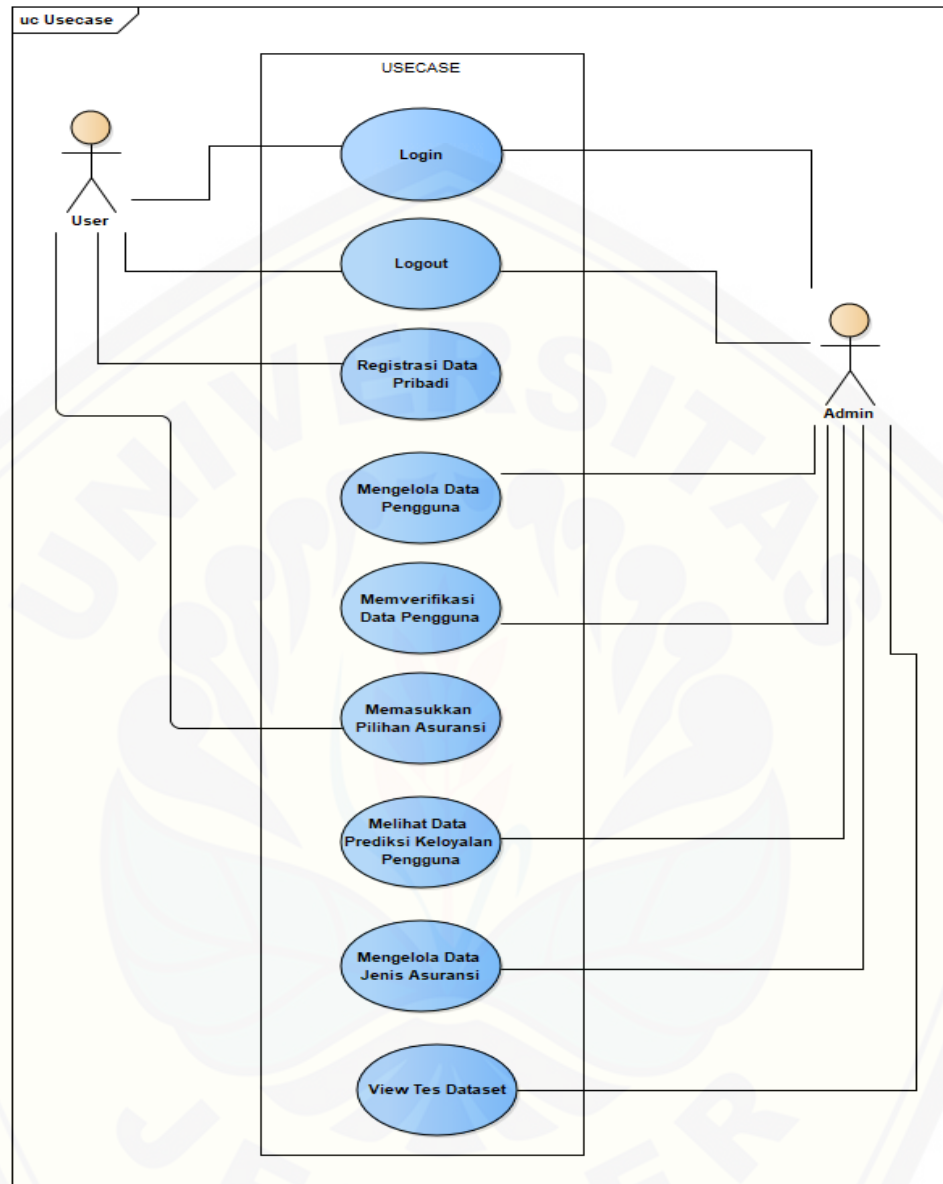 uc Usecase
USECASE
Login
User
Logout
Registrasi Data
Pribadi
Admin
Mengelola Data
Pengguna
Memverifikasi
Data Pengguna
Memasukkan
Pilihan Asuransi
Melihat Data
Prediksi Keloyalan
Pengguna
Mengelola Data
Jenis Asuransi
View Tes Dataset
UNIVERSITAS